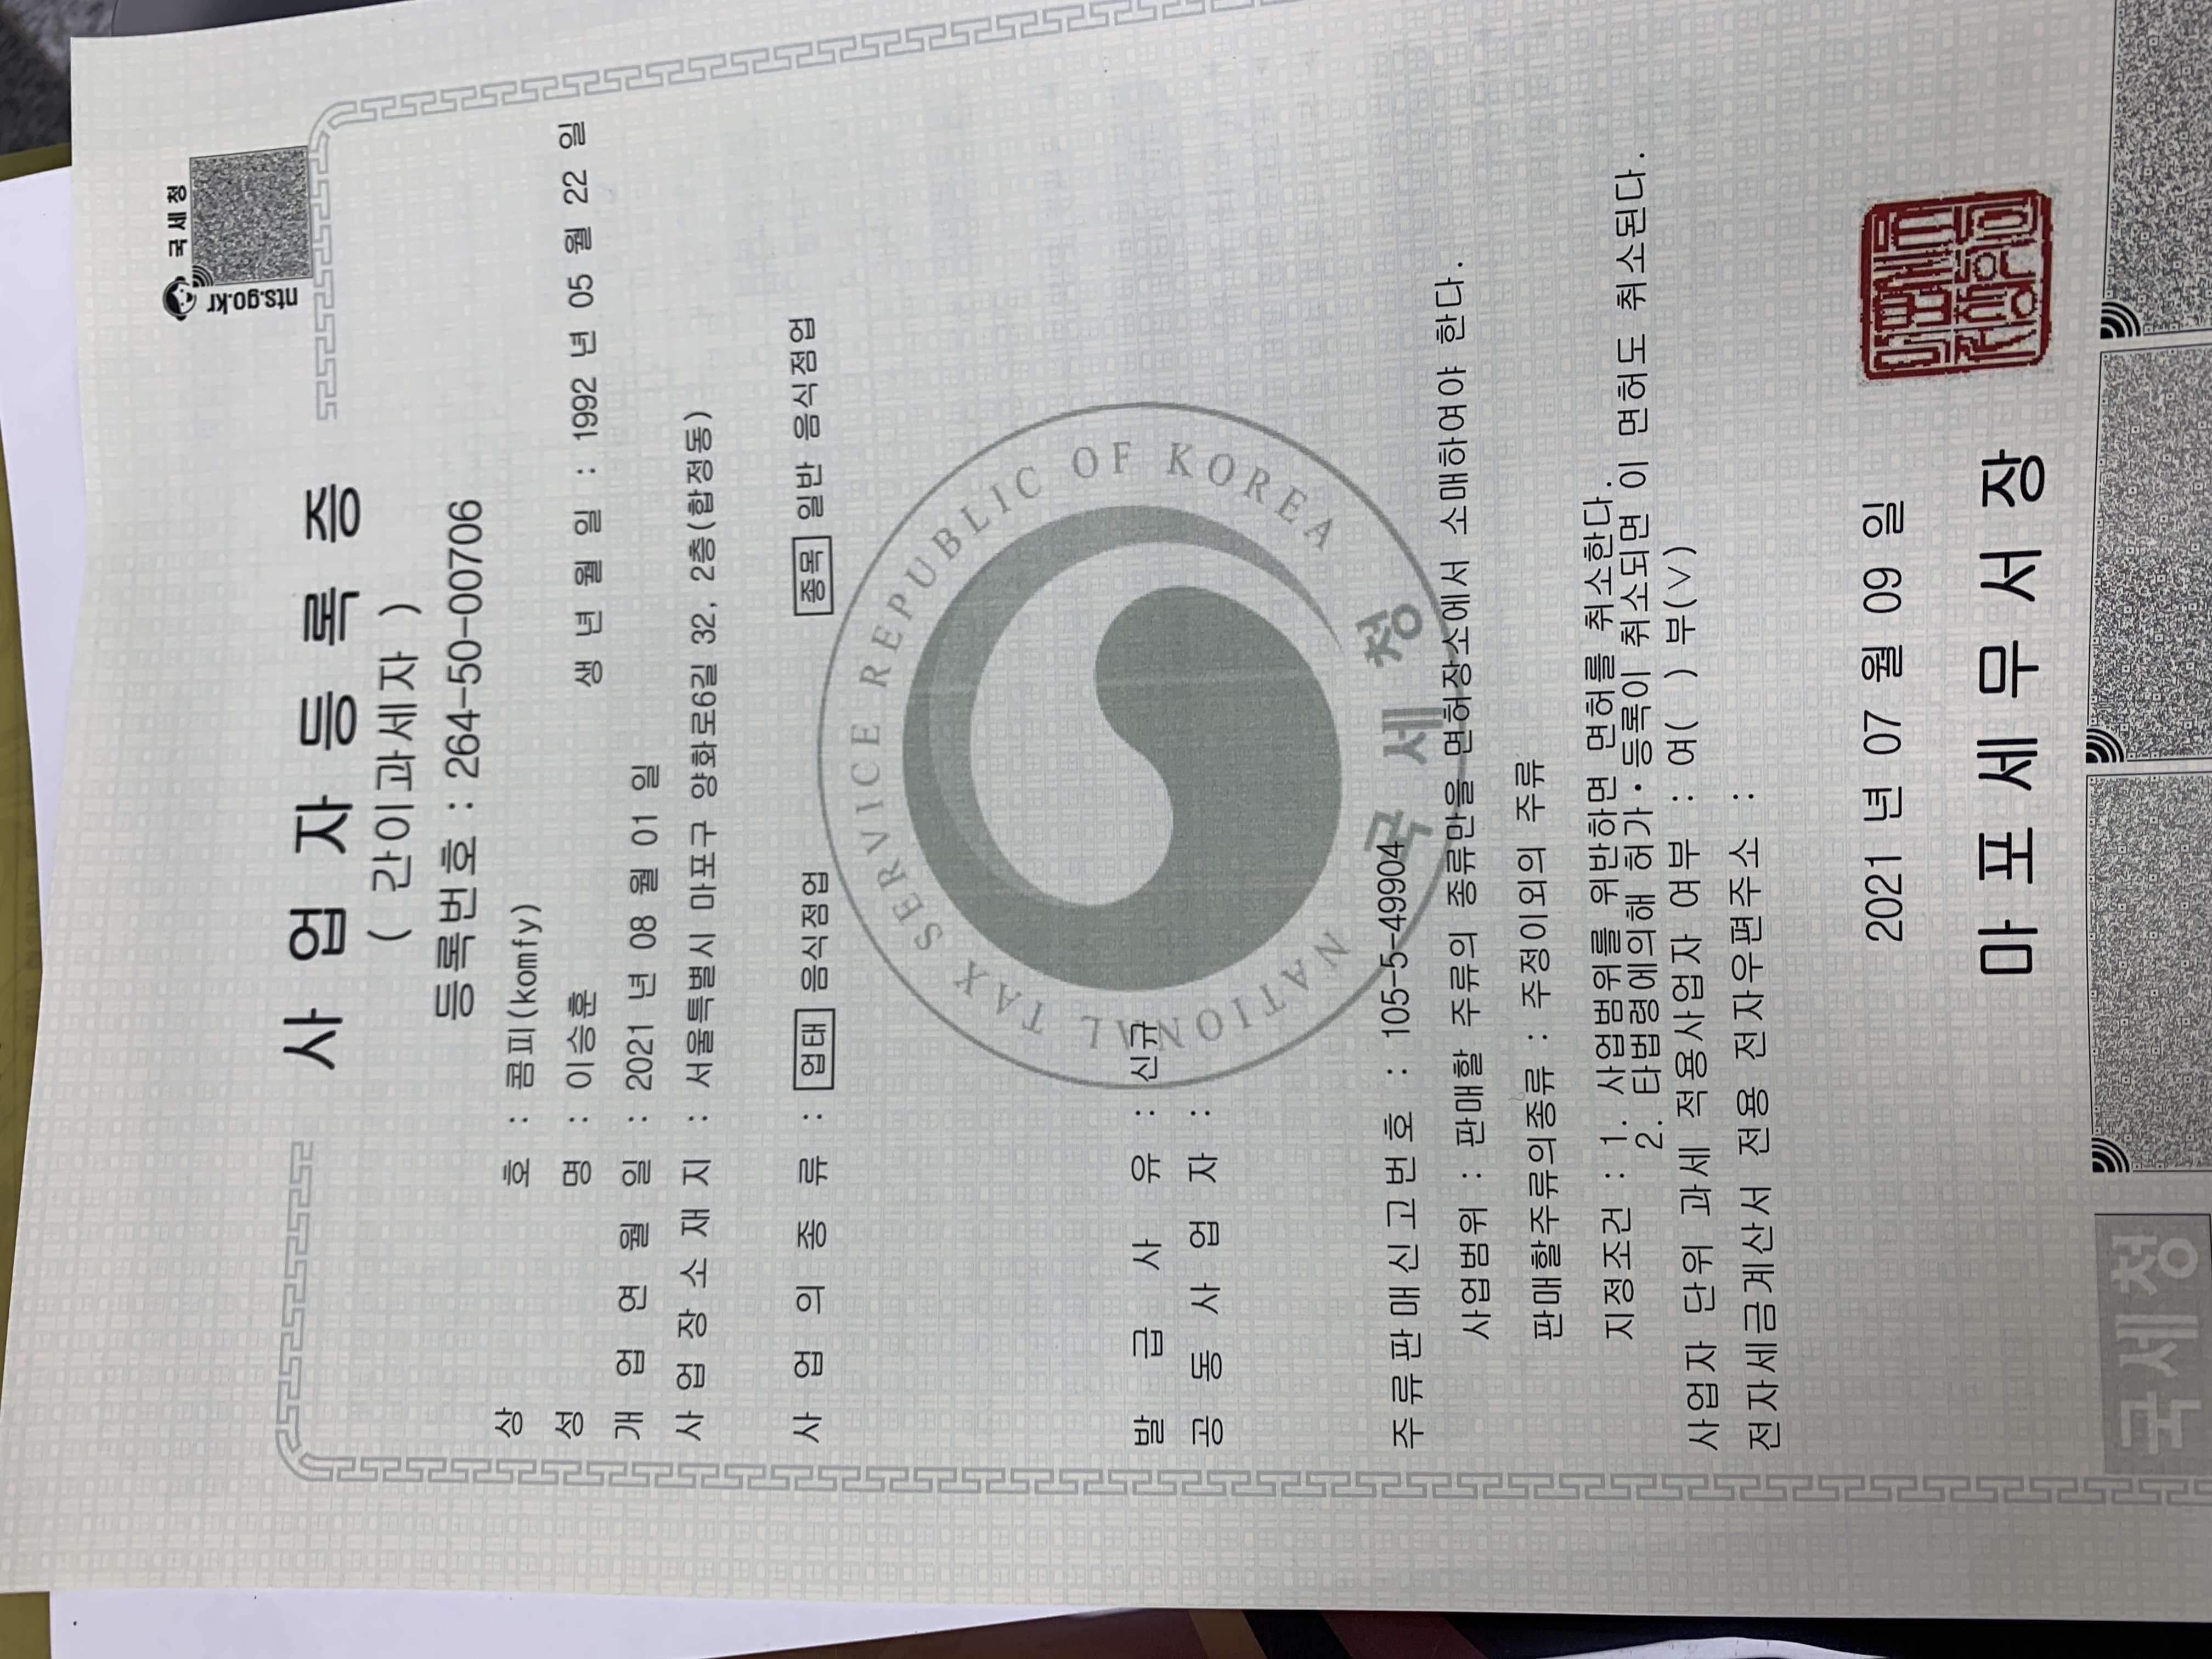 국세청
nts.go.kr
사업자등록증
( 간이과세자 )
등록번호 : 264-50-00706
상 호 : 콤피(komfy)
성 명 : 이승훈 생 년 월 일 : 1992 년 05 월 22 일
개 업 연 월 일 : 2021 년 08 월 01 일
사 업 장 소 재 지 : 서울특별시 마포구 양화로6길 32, 2층(합정동)
사 업 의 종 류 : 업태 음식점업 종목 일반 음식점업
NATIONAL TAX SERVICE REPUBLIC OF KOREA
발 급 사 유 : 신규
공 동 사 업 자 :
국세청
주류판매신고번호 : 105-5-49904
사업범위 : 판매할 주류의 종류만을 면허장소에서 소매하여야 한다.
판매할주류의종류 : 주정이외의 주류
지정조건 : 1. 사업범위를 위반하면 면허를 취소한다.
2. 타법령에의해 허가·등록이 취소되면 이 면허도 취소된다.
사업자 단위 과세 적용사업자 여부 : 여( ) 부(∨)
전자세금계산서 전용 전자우편주소 :
2021 년 07 월 09 일
마포세무서장
국세청